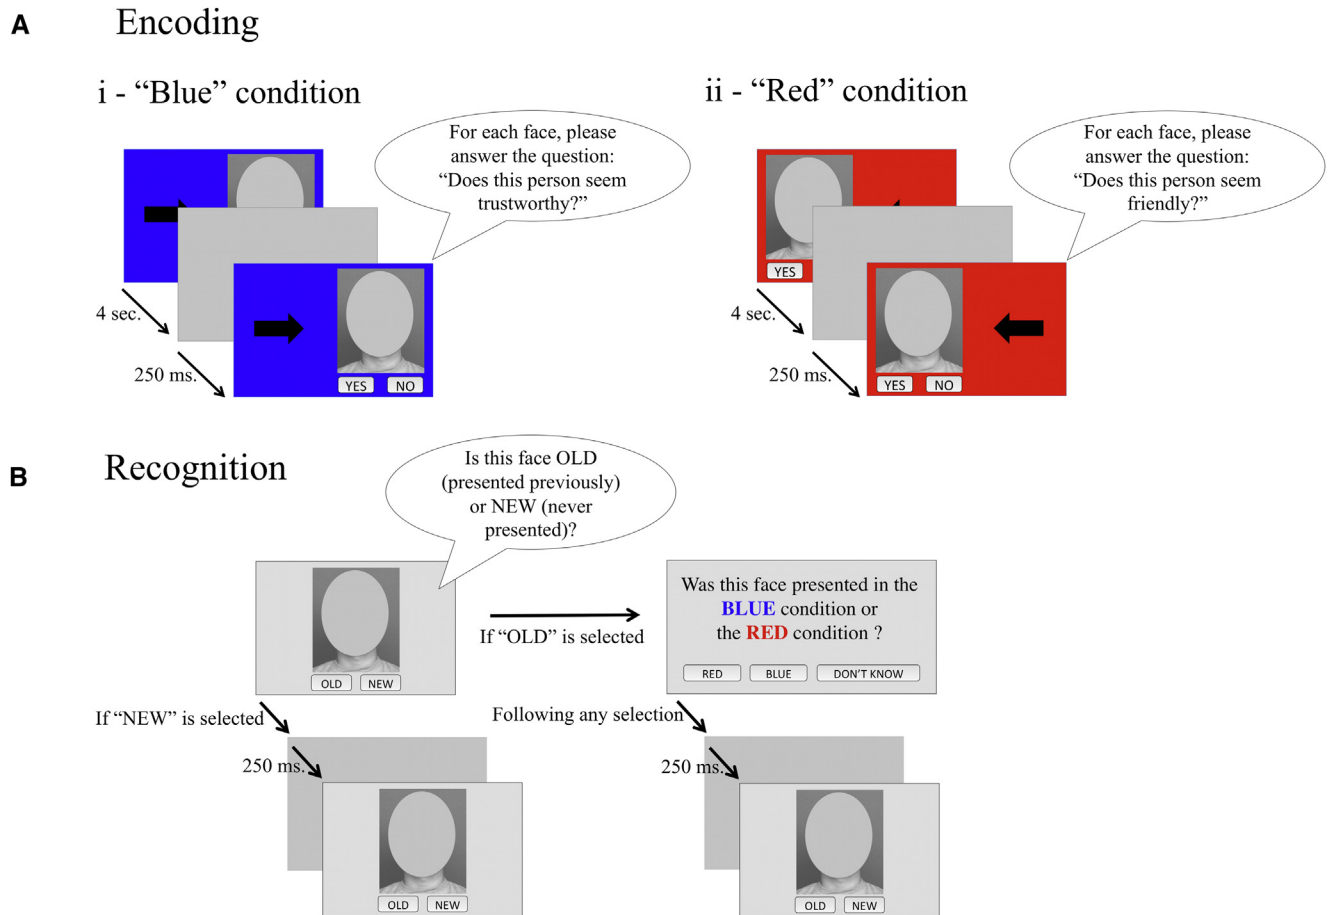 A
Encoding
i - “Blue” condition
For each face, please
answer the question:
“Does this person seem
trustworthy?”
4 sec.
250 ms.
YES
NO
ii - “Red” condition
For each face, please
answer the question:
“Does this person seem
friendly?”
YES
4 sec.
250 ms.
YES
NO
B
Recognition
Is this face OLD
(presented previously)
or NEW (never
presented)?
OLD
NEW
If “OLD” is selected
Was this face presented in the
BLUE condition or
the RED condition ?
RED
BLUE
DON'T KNOW
If “NEW” is selected
250 ms.
OLD
NEW
Following any selection
250 ms.
OLD
NEW